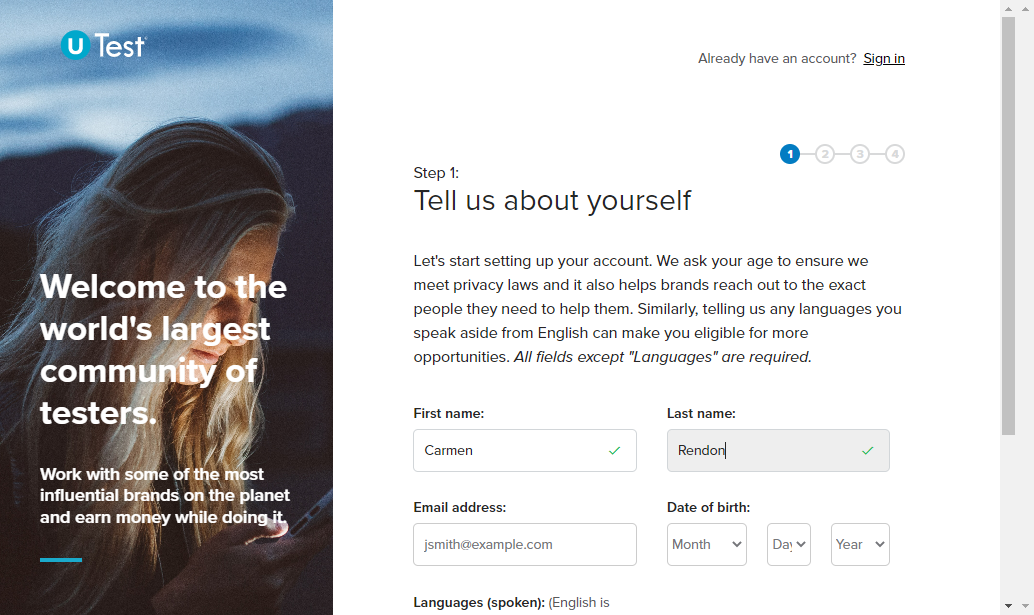 U Test
Already have an account? Sign in
1 2 3 4
Step 1:
Tell us about yourself
Let's start setting up your account. We ask your age to ensure we
meet privacy laws and it also helps brands reach out to the exact
people they need to help them. Similarly, telling us any languages you
speak aside from English can make you eligible for more
opportunities. All fields except "Languages" are required.
Welcome to the
world's largest
community of
testers.
Work with some of the most
influential brands on the planet
and earn money while doing it.
First name: Last name:
Carmen Rendon
Email address: Date of birth:
jsmith@example.com Month Day Year
Languages (spoken): (English is